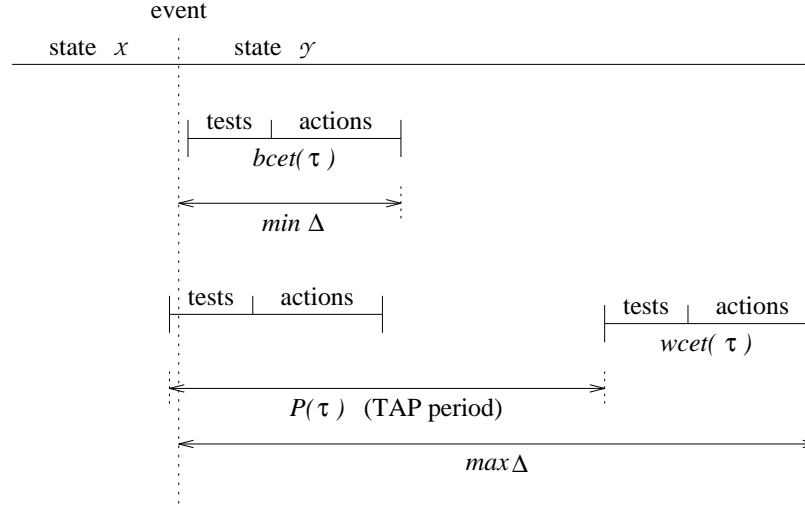 event
state x state y
tests actions
bcet( τ )
min Δ
tests actions tests actions
wcet( τ )
P( τ ) (TAP period)
max Δ